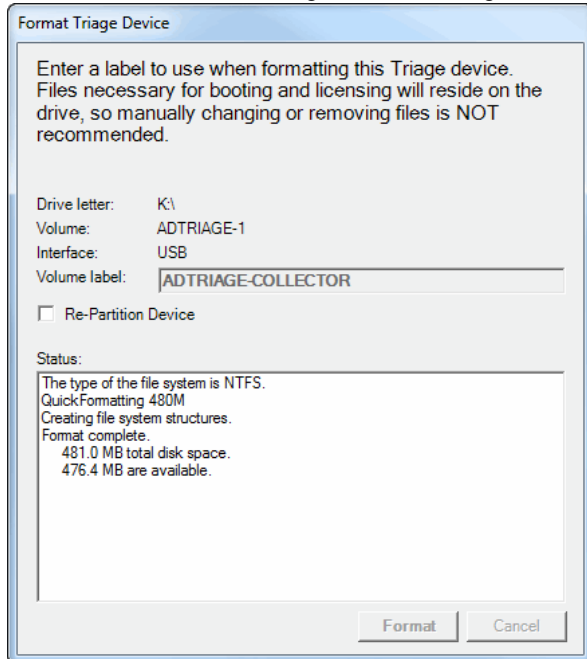 Format Triage Device
Enter a label to use when formatting this Triage device.
Files necessary for booting and licensing will reside on the
drive, so manually changing or removing files is NOT
recommended.
Drive letter: K:\
Volume: ADTRIAGE-1
Interface: USB
Volume label: ADTRIAGE-COLLECTOR
Re-Partition Device
Status:
The type of the file system is NTFS.
QuickFormatting 480M
Creating file system structures.
Format complete.
481.0 MB total disk space.
476.4 MB are available.
Format Cancel